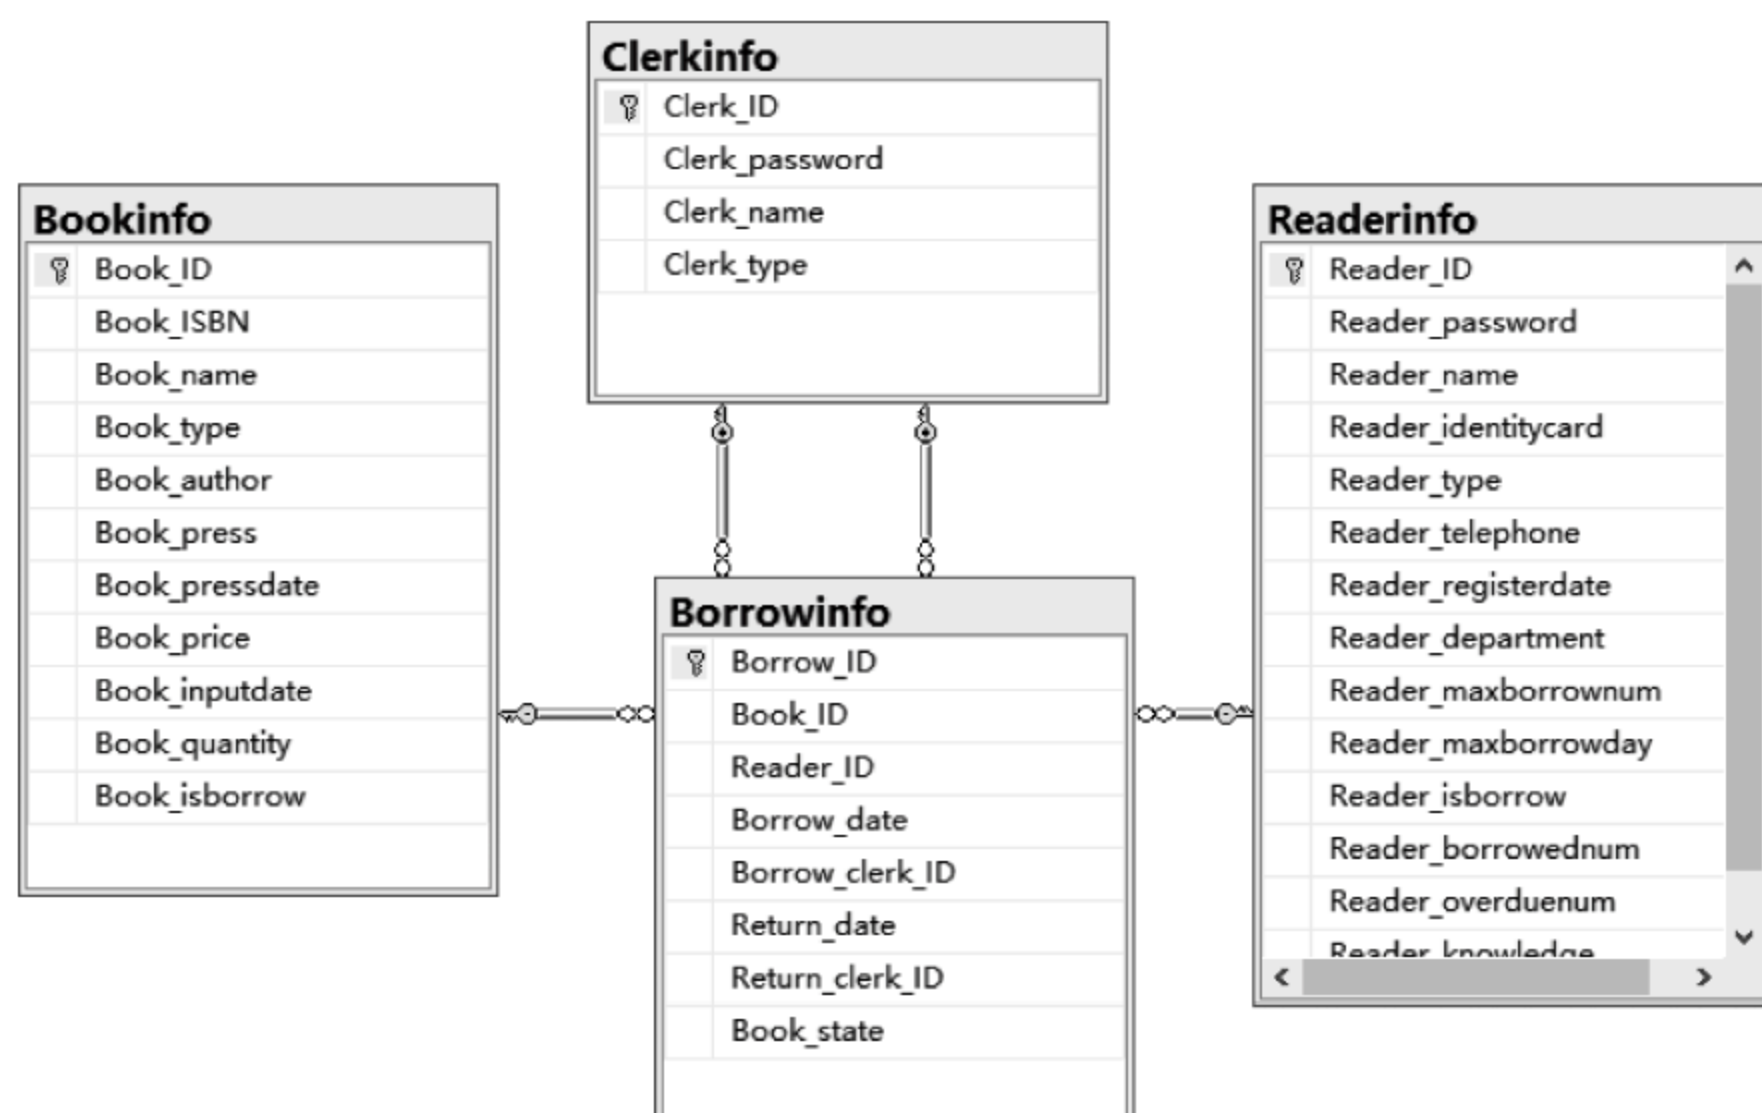 Clerkinfo
Clerk_ID
Clerk_password
Clerk_name
Clerk_type
Bookinfo
Book_ID
Book_ISBN
Book_name
Book_type
Book_author
Book_press
Book_pressdate
Book_price
Book_inputdate
Book_quantity
Book_isborrow
Borrowinfo
Borrow_ID
Book_ID
Reader_ID
Borrow_date
Borrow_clerk_ID
Return_date
Return_clerk_ID
Book_state
Readerinfo
Reader_ID
Reader_password
Reader_name
Reader_identitycard
Reader_type
Reader_telephone
Reader_registerdate
Reader_department
Reader_maxborrownum
Reader_maxborrowday
Reader_isborrow
Reader_borrowednum
Reader_overduenum
Reader_knowledge